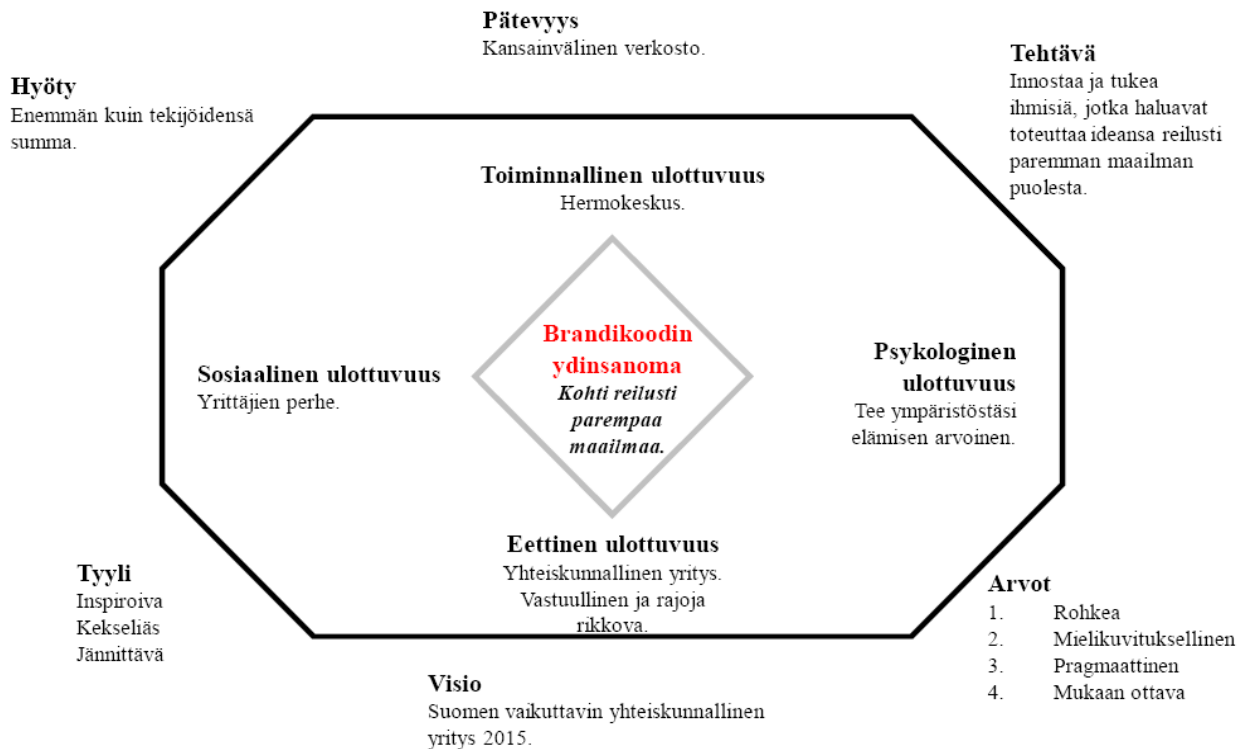 Pätevyys
Kansainvälinen verkosto.
Tehtävä
Innostaa ja tukea
ihmisiä, jotka haluavat
toteuttaa ideansa reilusti
paremman maailman
puolesta.
Hyöty
Enemmän kuin tekijöidensä
summa.
Toiminnallinen ulottuvuus
Hermokeskus.
Brandikoodin
ydinsanoma
Kohti reilusti
parempaa
maailmaa.
Sosiaalinen ulottuvuus
Yrittäjien perhe.
Psykologinen
ulottuvuus
Tee ympäristöstäsi
elämisen arvoinen.
Eettinen ulottuvuus
Yhteiskunnallinen yritys.
Vastuullinen ja rajoja
rikkova.
Tyyli
Inspiroiva
Kekseliäs
Jännittävä
Arvot
1. Rohkea
2. Mielikuvituksellinen
3. Pragmaattinen
4. Mukaan ottava
Visio
Suomen vaikuttavin yhteiskunnallinen
yritys 2015.